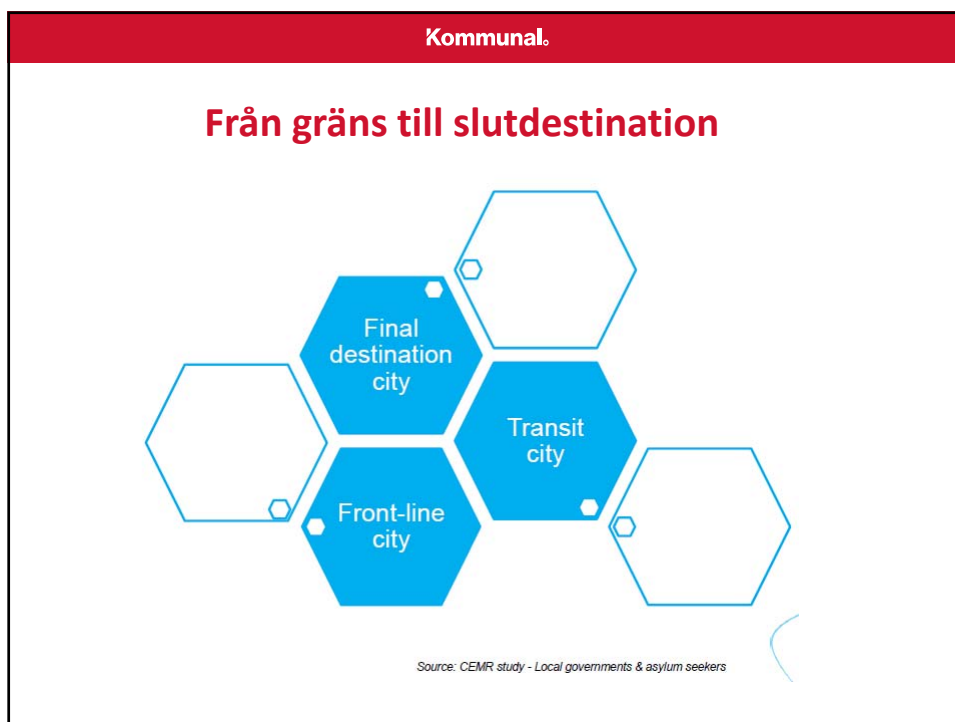 Kommunal.
Från gräns till slutdestination
Final
destination
city
Transit
city
Front-line
city
Source: CEMR study - Local governments & asylum seekers